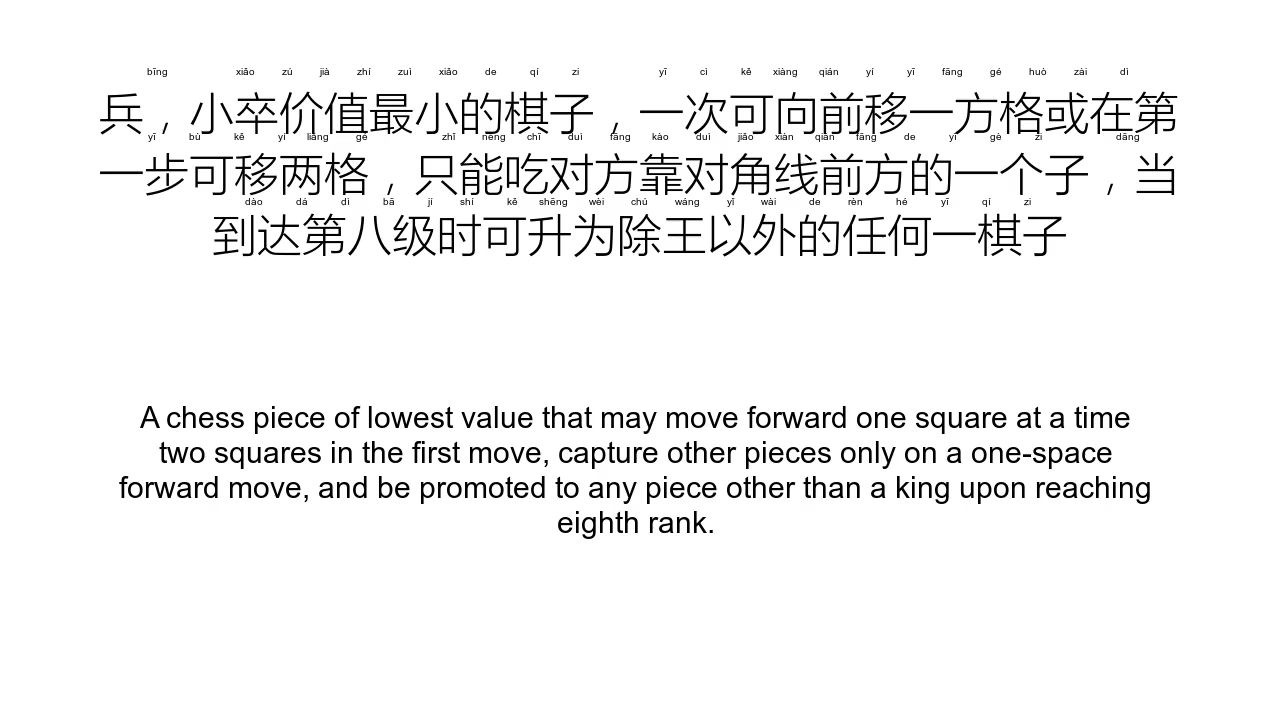 bīng xiǎo zú jià zhí zuì xiǎo de qí zi yī cì kě xiàng qián yí yī fāng gé huò zài dì
兵，小卒价值最小的棋子，一次可向前移一方格或在第
yī bù kě yí liǎng gé zhī néng chī duì fāng kào duì jiǎo xiàn qián fāng de yī gè zi dāng
一步可移两格，只能吃对方靠对角线前方的一个子，当
dào dá dì bā jí shí kě shēng wèi chú wáng yǐ wài de rèn hé yī qí zi
到达第八级时可升为除王以外的任何一棋子
A chess piece of lowest value that may move forward one square at a time
two squares in the first move, capture other pieces only on a one-space
forward move, and be promoted to any piece other than a king upon reaching
eighth rank.